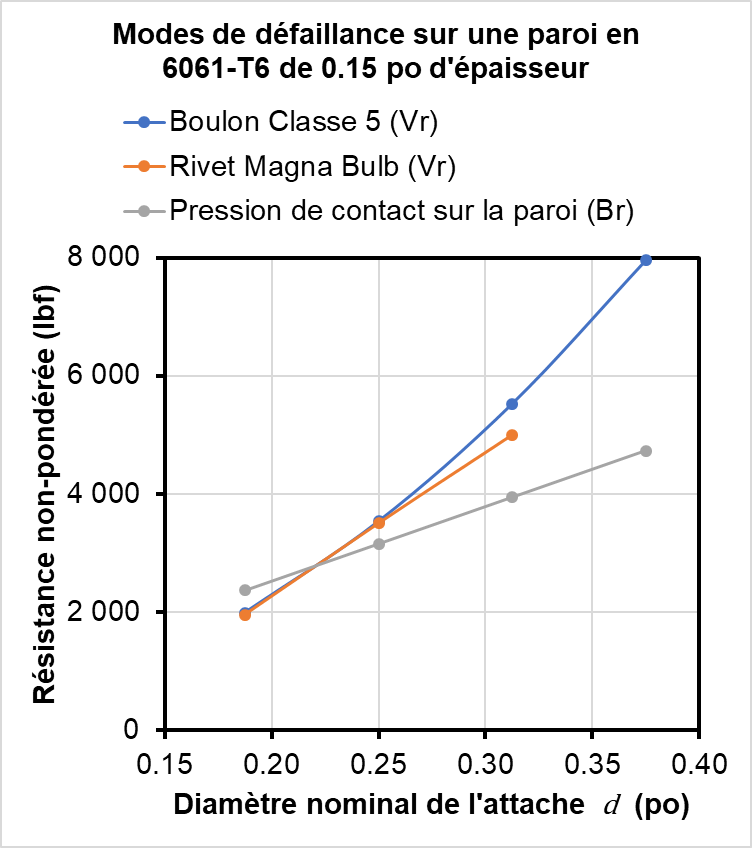 Modes de défaillance sur une paroi en
6061-T6 de 0.15 po d'épaisseur
Boulon Classe 5 (Vr)
Rivet Magna Bulb (Vr)
Pression de contact sur la paroi (Br)
Résistance non-pondérée (lbf)
8 000
6 000
4 000
2 000
0
0.15 0.20 0.25 0.30 0.35 0.40
Diamètre nominal de l'attache d (po)